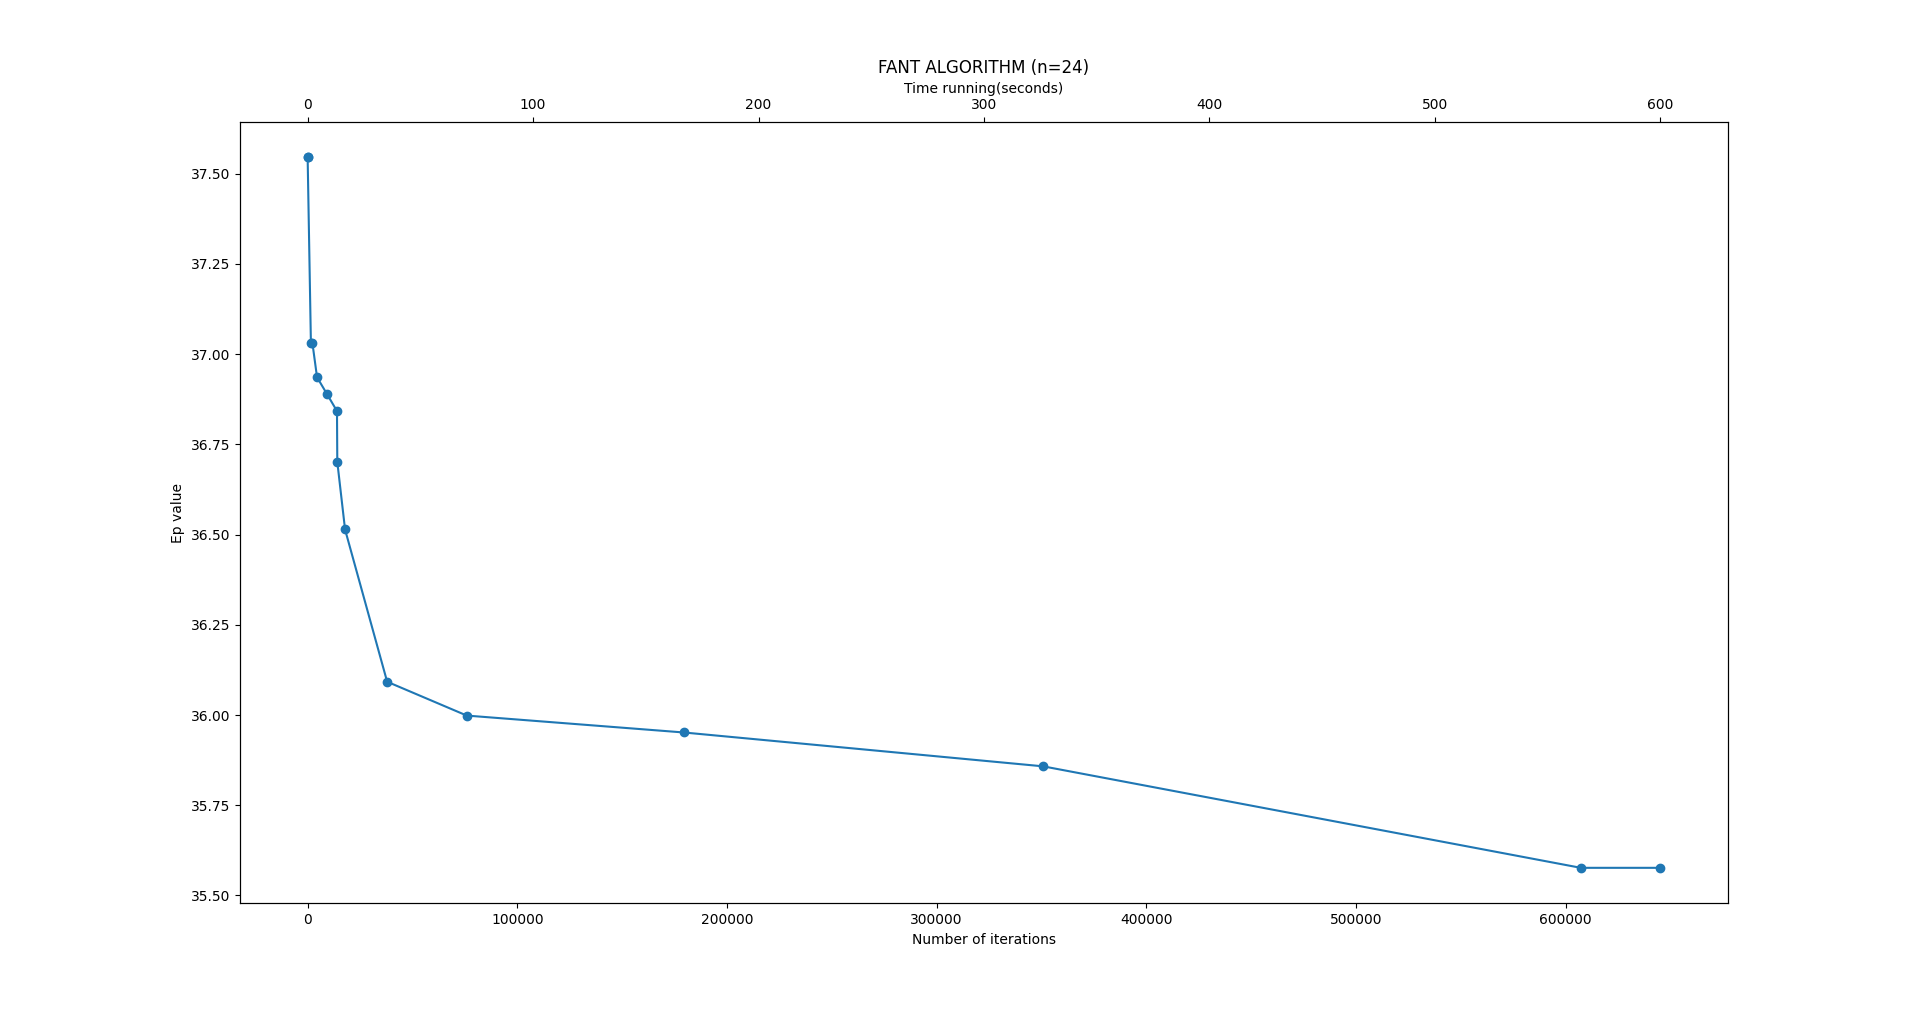 FANT ALGORITHM (n=24)
Time running(seconds)
0 100 200 300 400 500 600
37.50
37.25
37.00
36.75
36.50
36.25
36.00
35.75
35.50
Ep value
0 100000 200000 300000 400000 500000 600000
Number of iterations